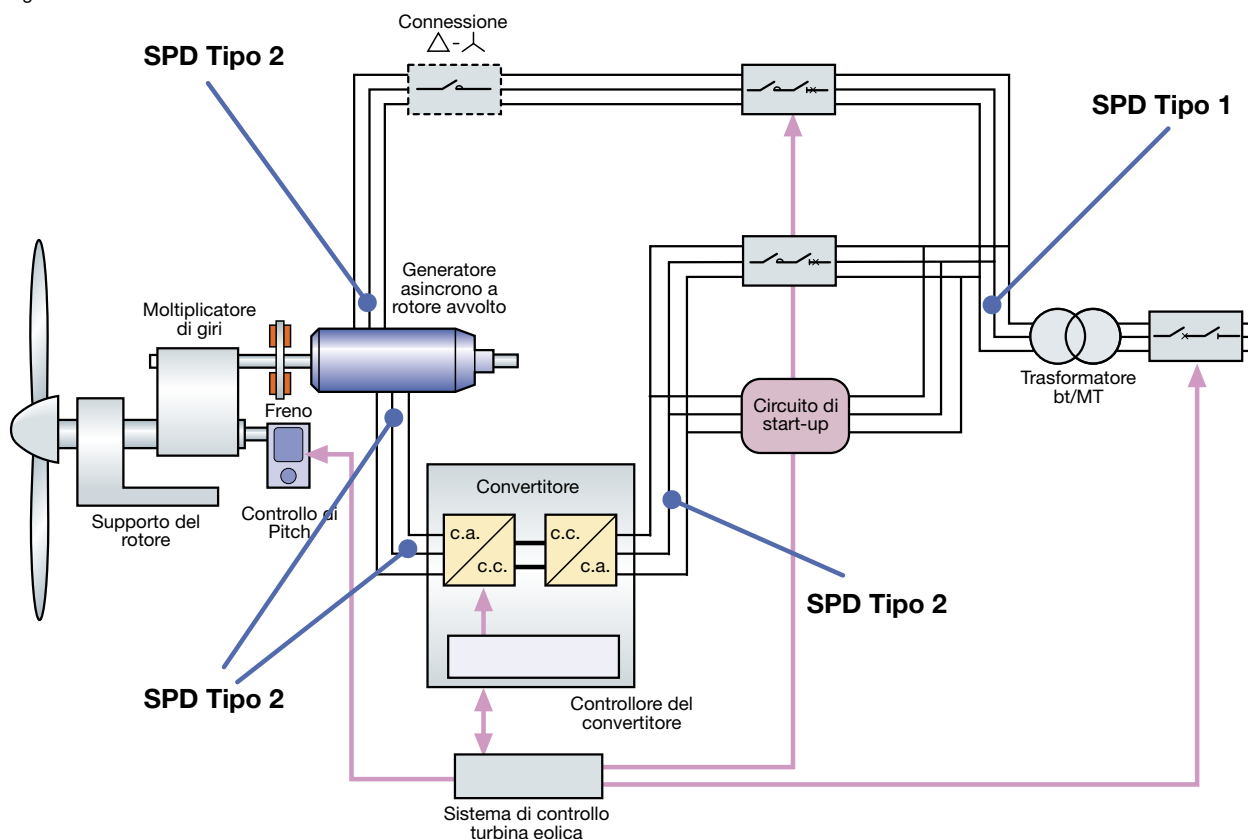 Connessione
SPD Tipo 2
SPD Tipo 1
Generatore
asincrono a
rotore avvolto
Moltiplicatore
di giri
Trasformatore
bt/MT
Freno
Circuito di
start-up
Convertitore
Supporto del
rotore
Controllo di
Pitch
c.a.
c.c.
c.c.
c.a.
SPD Tipo 2
SPD Tipo 2
Controllore del
convertitore
Sistema di controllo
turbina eolica